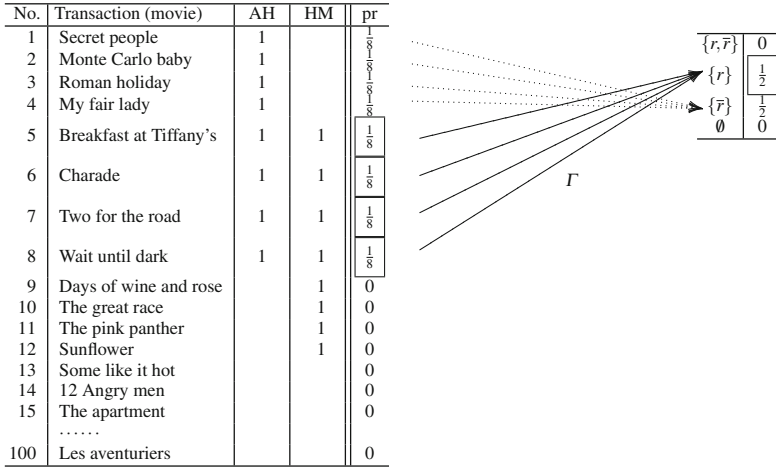 No. Transaction (movie) AH HM pr
1 Secret people 1 1/8
2 Monte Carlo baby 1 1/8
3 Roman holiday 1 1/8
4 My fair lady 1 1/8
5 Breakfast at Tiffany's 1 1 1/8
6 Charade 1 1 1/8
7 Two for the road 1 1 1/8
8 Wait until dark 1 1 1/8
9 Days of wine and rose 1 0
10 The great race 1 0
11 The pink panther 1 0
12 Sunflower 1 0
13 Some like it hot 0
14 12 Angry men 0
15 The apartment 0
......
100 Les aventuriers 0
{r, r̅} 0
{r} 1/2
{r̅} 1/2
∅ 0
Γ